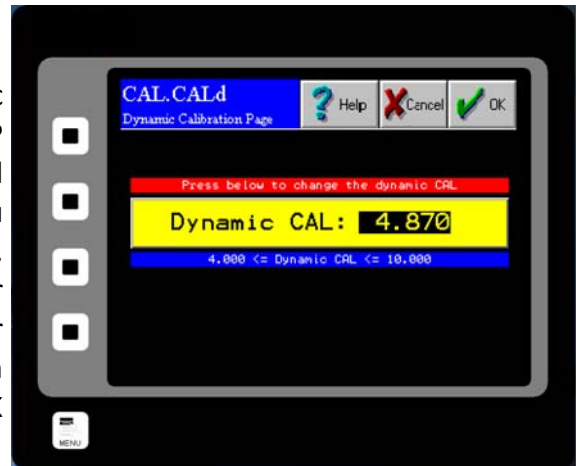 CAL.CALd
Dynamic Calibration Page
Help
Cancel
OK
Press below to change the dynamic CAL
Dynamic CAL: 4.870
4.000 <= Dynamic CAL <= 10.000
MENU